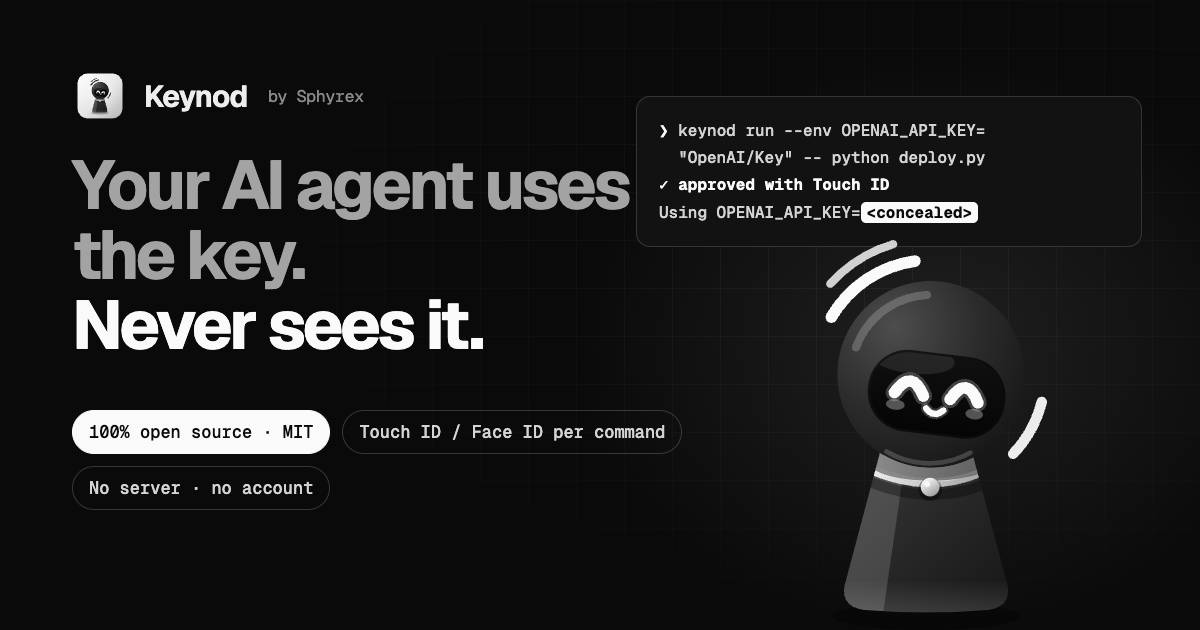 Keynod by Sphyrex
Your AI agent uses
the key.
Never sees it.
100% open source · MIT
Touch ID / Face ID per command
No server · no account
❯ keynod run --env OPENAI_API_KEY=
"OpenAI/Key" -- python deploy.py
✓ approved with Touch ID
Using OPENAI_API_KEY=<concealed>